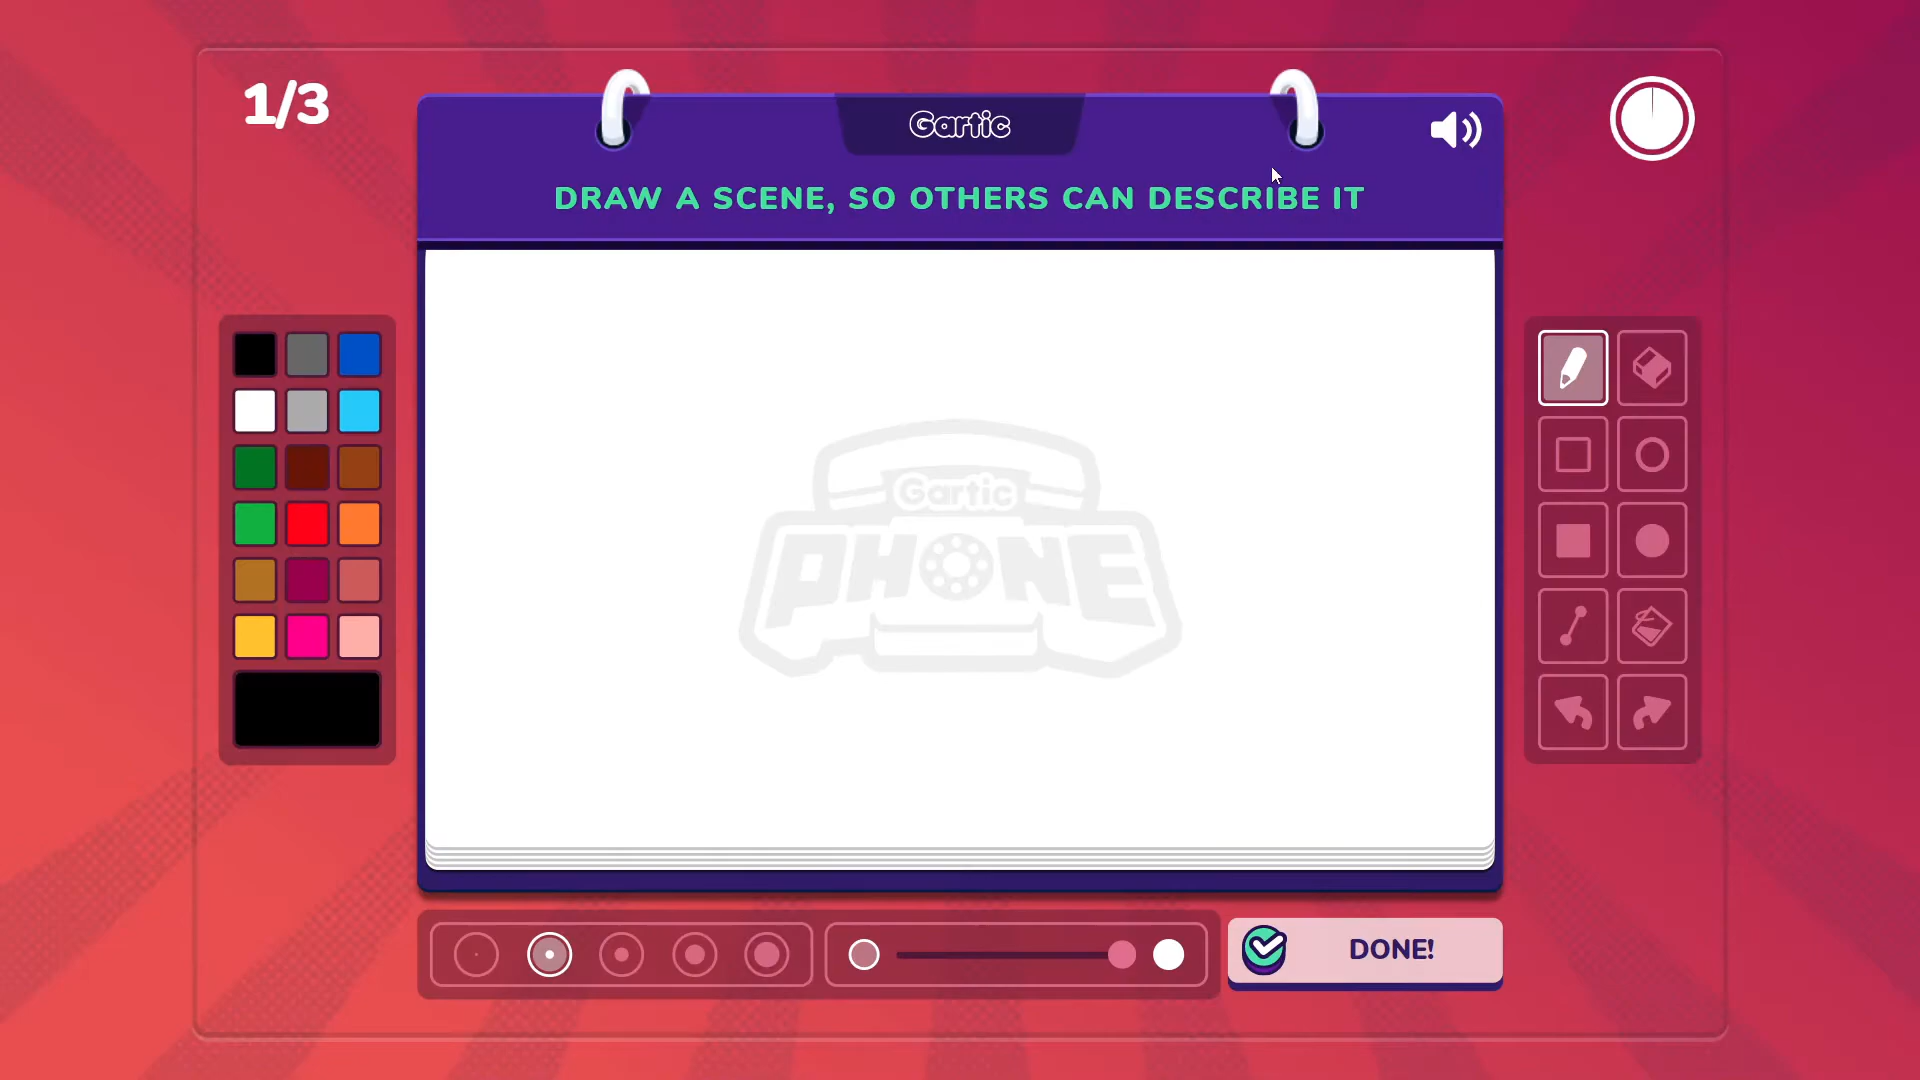 1/3
Gartic
DRAW A SCENE, SO OTHERS CAN DESCRIBE IT
Gartic
PHONE
DONE!